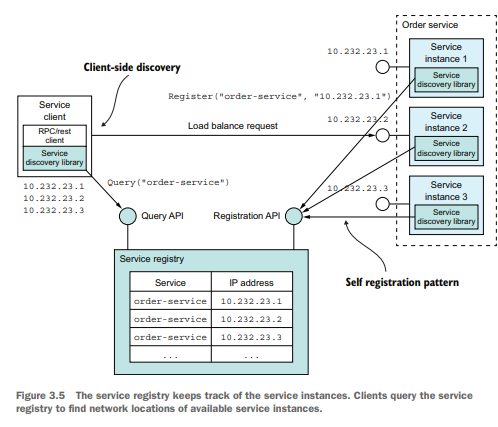 Order service
10.232.23.1
Service
instance 1
Service
discovery library
Client-side discovery
Register("order-service", "10.232.23.1")
Service
client
RPC/rest
client
Service
discovery library
10.232.23.2
Load balance request
Service
instance 2
Service
discovery library
10.232.23.1
10.232.23.2
10.232.23.3
Query("order-service")
10.232.23.3
Service
instance 3
Service
discovery library
Query API
Registration API
Service registry
Service IP address
order-service 10.232.23.1
order-service 10.232.23.2
order-service 10.232.23.3
... ...
Self registration pattern
Figure 3.5 The service registry keeps track of the service instances. Clients query the service
registry to find network locations of available service instances.